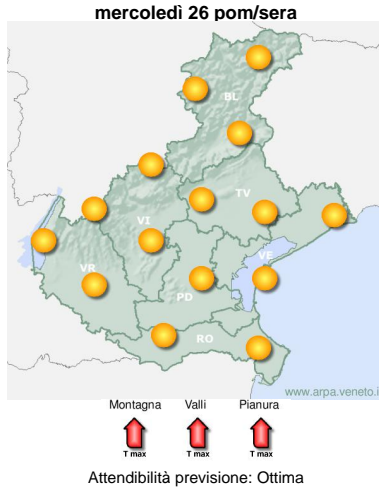 mercoledì 26 pom/sera
BL
TV
VI
VE
VR
PD
RO
www.arpa.veneto.i
Montagna Valli Pianura
T max T max T max
Attendibilità previsione: Ottima